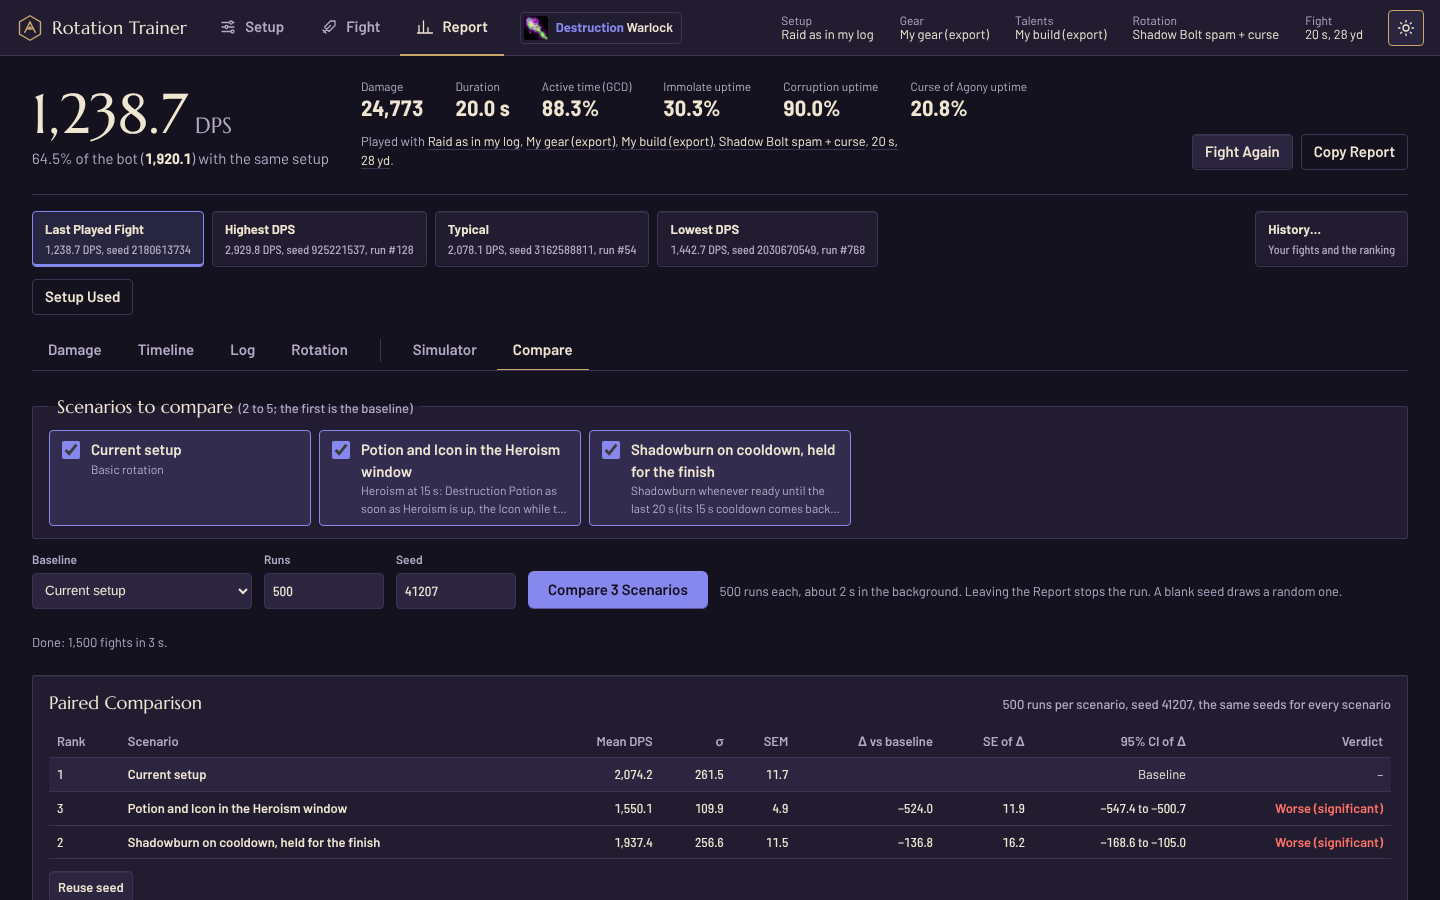 Rotation Trainer
Setup
Fight
Report
Destruction Warlock
Setup
Raid as in my log
Gear
My gear (export)
Talents
My build (export)
Rotation
Shadow Bolt spam + curse
Fight
20 s, 28 yd
1,238.7 DPS
64.5% of the bot (1,920.1) with the same setup
Damage
24,773
Duration
20.0 s
Active time (GCD)
88.3%
Immolate uptime
30.3%
Corruption uptime
90.0%
Curse of Agony uptime
20.8%
Played with Raid as in my log, My gear (export), My build (export), Shadow Bolt spam + curse, 20 s,
28 yd.
Fight Again
Copy Report
Last Played Fight
1,238.7 DPS, seed 2180613734
Highest DPS
2,929.8 DPS, seed 925221537, run #128
Typical
2,078.1 DPS, seed 3162588811, run #54
Lowest DPS
1,442.7 DPS, seed 2030670549, run #768
History...
Your fights and the ranking
Setup Used
Damage
Timeline
Log
Rotation
Simulator
Compare
Scenarios to compare (2 to 5; the first is the baseline)
Current setup
Basic rotation
Potion and Icon in the Heroism
window
Heroism at 15 s: Destruction Potion as
soon as Heroism is up, the Icon while t...
Shadowburn on cooldown, held
for the finish
Shadowburn whenever ready until the
last 20 s (its 15 s cooldown comes back...
Baseline
Current setup
Runs
500
Seed
41207
Compare 3 Scenarios
500 runs each, about 2 s in the background. Leaving the Report stops the run. A blank seed draws a random one.
Done: 1,500 fights in 3 s.
Paired Comparison
500 runs per scenario, seed 41207, the same seeds for every scenario
Rank Scenario Mean DPS σ SEM Δ vs baseline SE of Δ 95% CI of Δ Verdict
1 Current setup 2,074.2 261.5 11.7 Baseline –
3 Potion and Icon in the Heroism window 1,550.1 109.9 4.9 −524.0 11.9 −547.4 to −500.7 Worse (significant)
2 Shadowburn on cooldown, held for the finish 1,937.4 256.6 11.5 −136.8 16.2 −168.6 to −105.0 Worse (significant)
Reuse seed